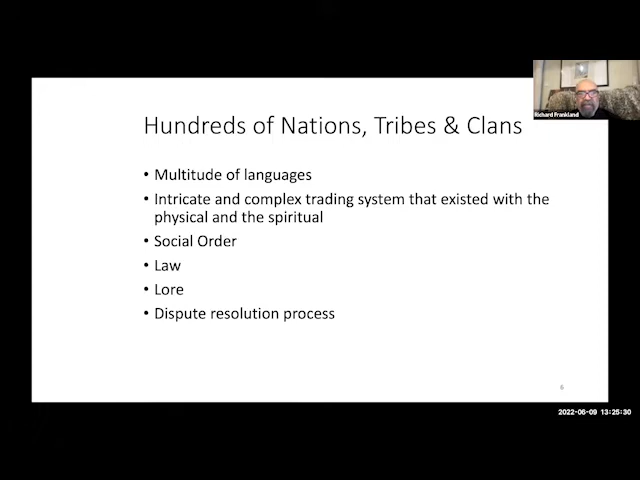 Richard Frankland
Hundreds of Nations, Tribes & Clans
• Multitude of languages
• Intricate and complex trading system that existed with the
physical and the spiritual
• Social Order
• Law
• Lore
• Dispute resolution process
6
2022-06-09 13:25:30